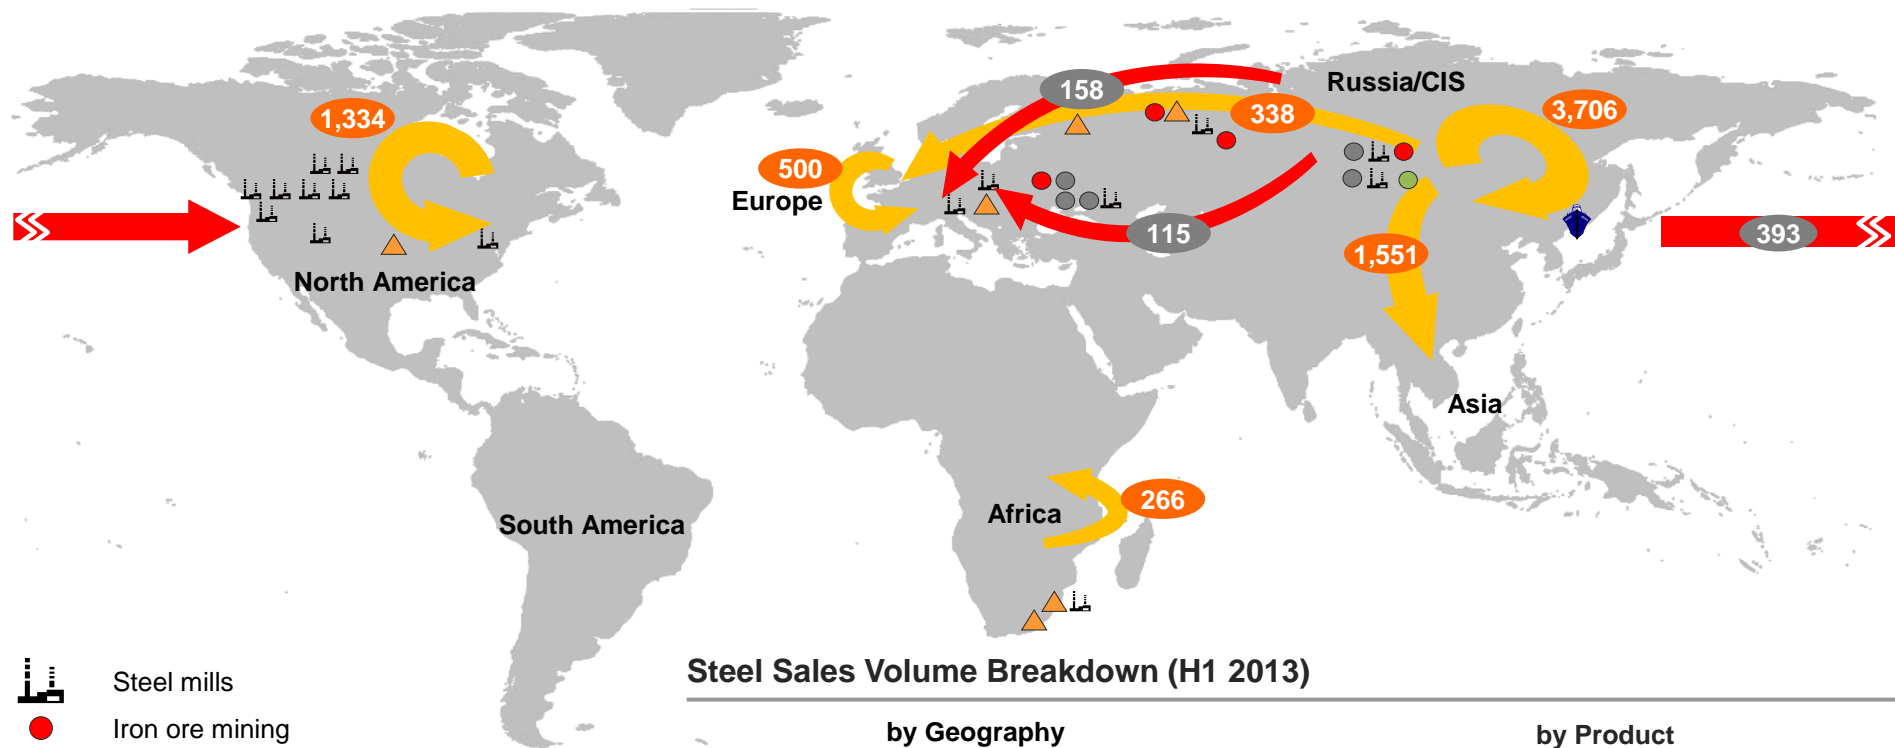 158
Russia/CIS
338
3,706
1,334
500
Europe
115
393
1,551
North America
Asia
266
Africa
South America
Steel Sales Volume Breakdown (H1 2013)
Steel mills
Iron ore mining
by Geography
by Product